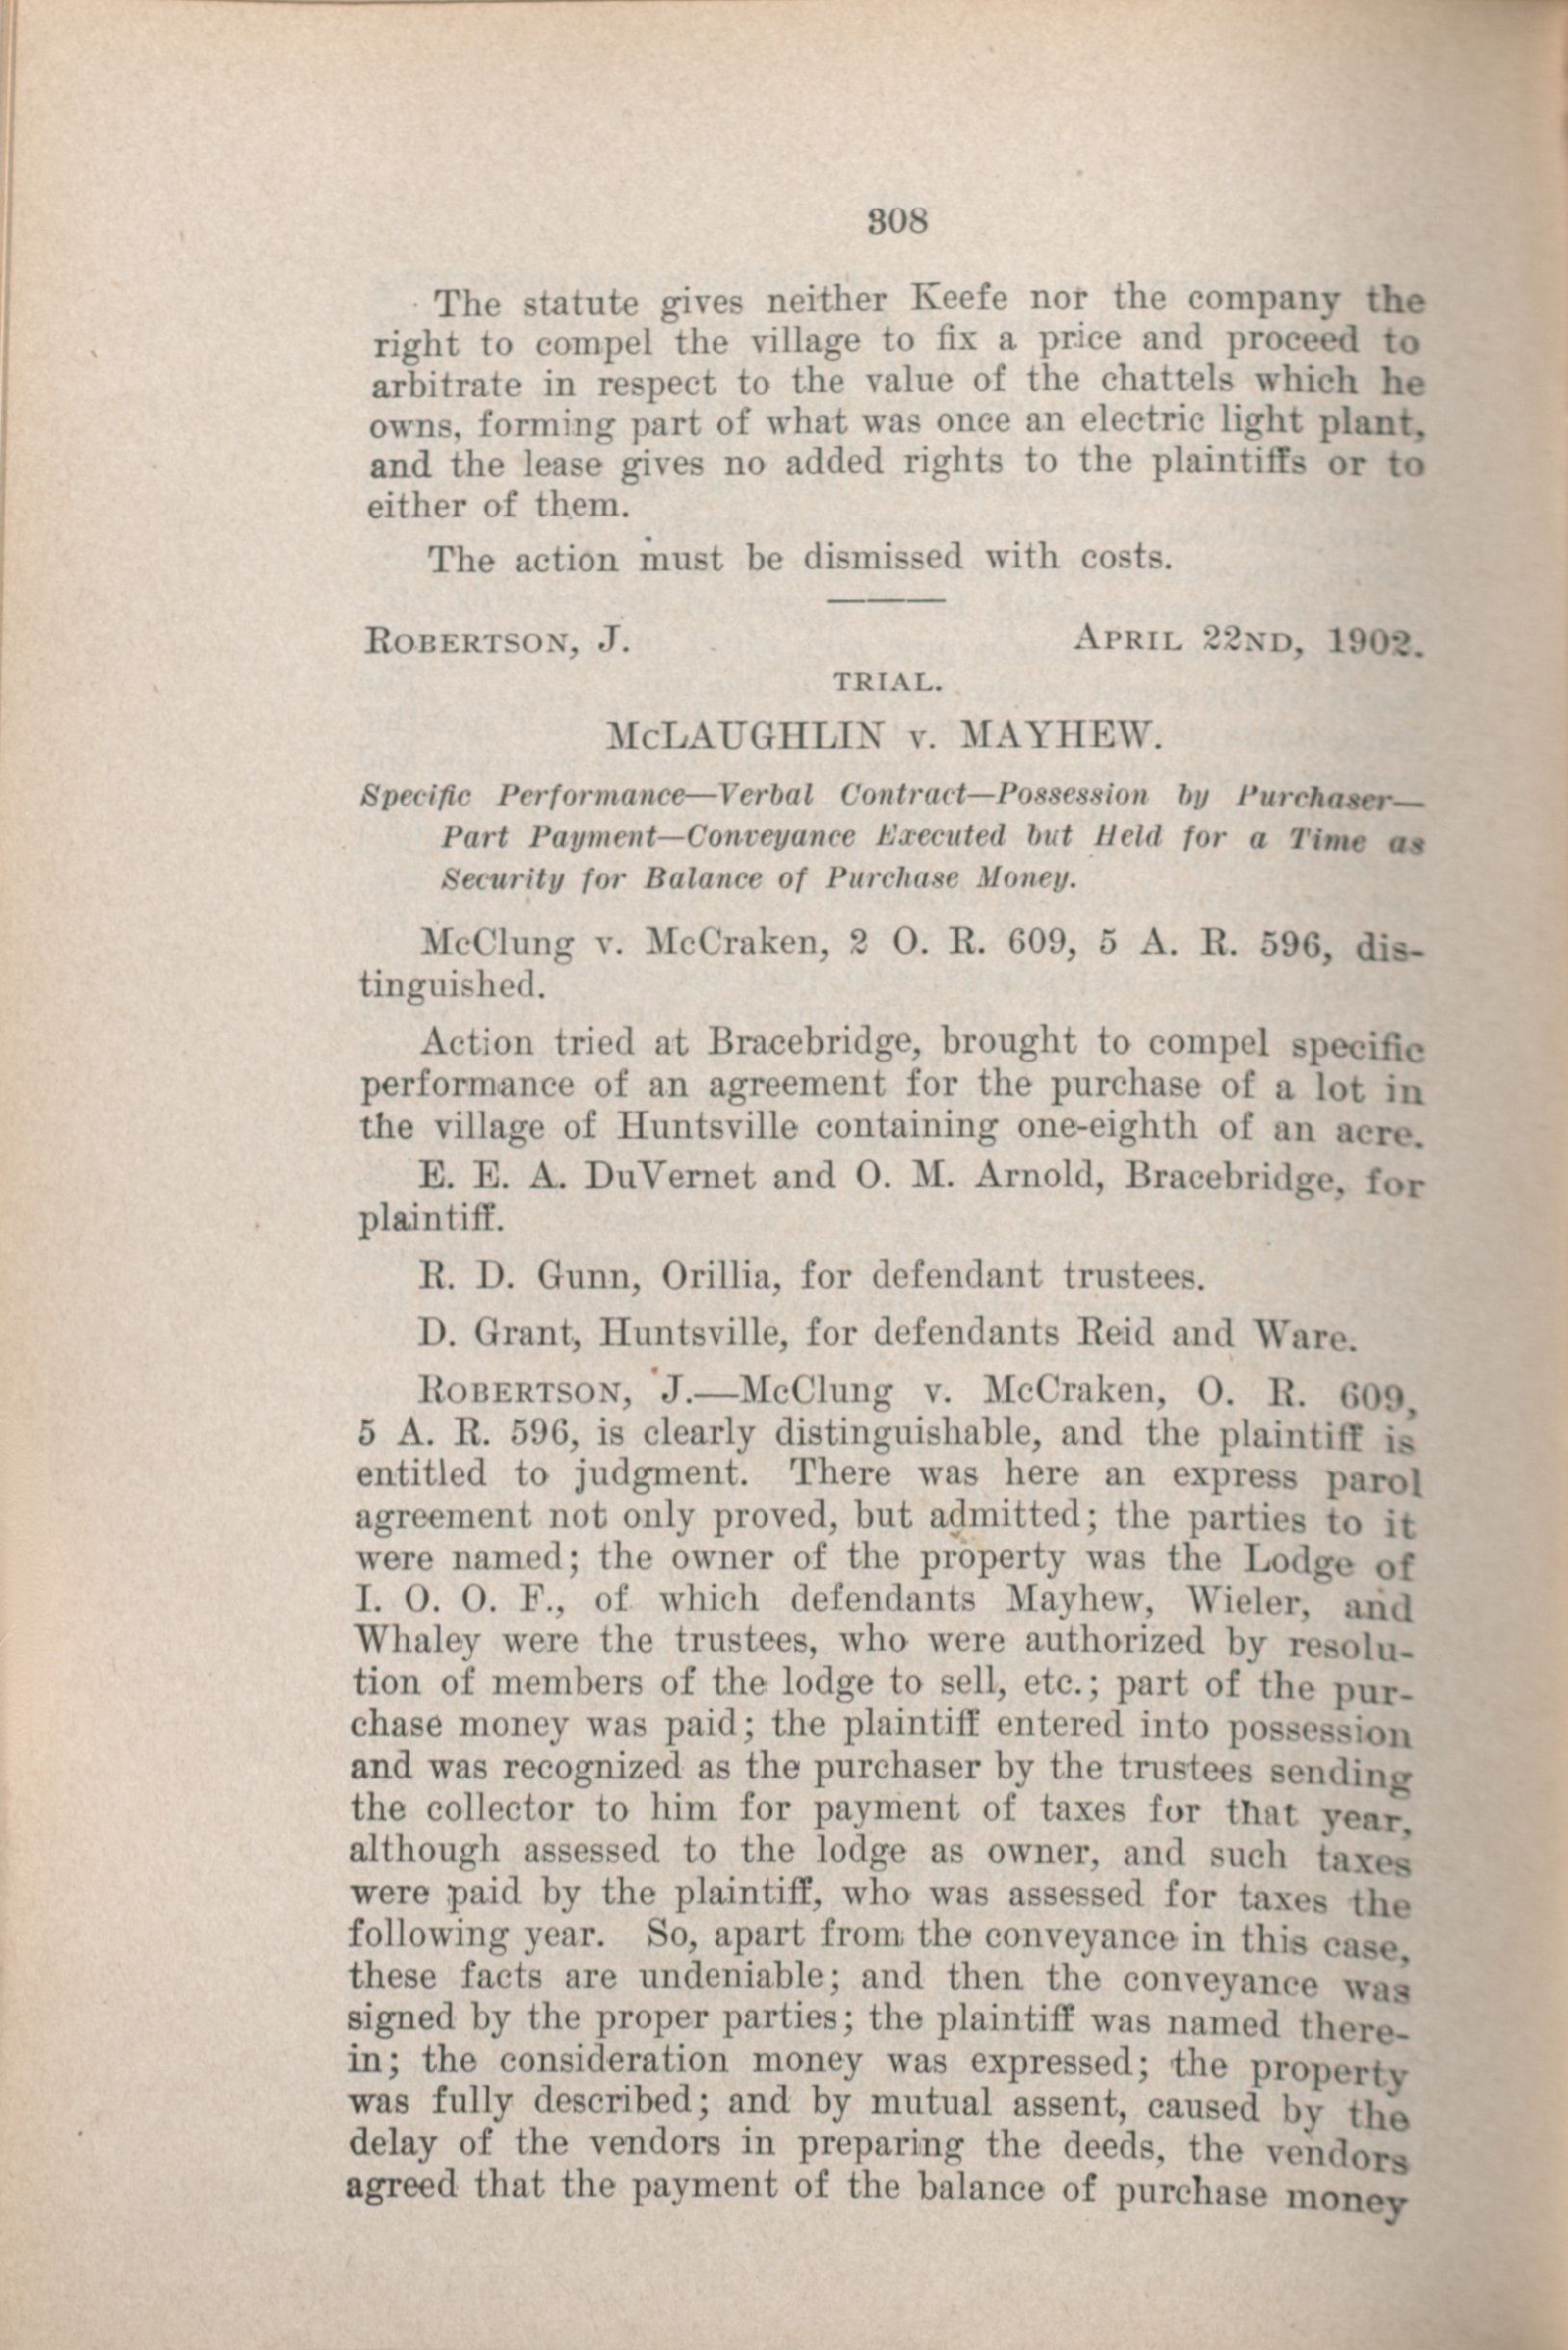 308
The statute gives neither Keefe nor the company the
right to compel the village to fix a price and proceed to
arbitrate in respect to the value of the chattels which he
owns, forming part of what was once an electric light plant,
and the lease gives no added rights to the plaintiffs or to
either of them.
The action must be dismissed with costs.
ROBERTSON, J. APRIL 22ND, 1902.
TRIAL.
McLAUGHLIN v. MAYHEW.
Specific Performance—Verbal Contract—Possession by Purchaser—
Part Payment—Conveyance Executed but Held for a Time as
Security for Balance of Purchase Money.
McClung v. McCraken, 2 O. R. 609, 5 A. R. 596, dis-
tinguished.
Action tried at Bracebridge, brought to compel specific
performance of an agreement for the purchase of a lot in
the village of Huntsville containing one-eighth of an acre.
E. E. A. DuVernet and O. M. Arnold, Bracebridge, for
plaintiff.
R. D. Gunn, Orillia, for defendant trustees.
D. Grant, Huntsville, for defendants Reid and Ware.
ROBERTSON, J.—McClung v. McCraken, O. R. 609,
5 A. R. 596, is clearly distinguishable, and the plaintiff is
entitled to judgment. There was here an express parol
agreement not only proved, but admitted; the parties to it
were named; the owner of the property was the Lodge of
I. O. O. F., of which defendants Mayhew, Wieler, and
Whaley were the trustees, who were authorized by resolu-
tion of members of the lodge to sell, etc.; part of the pur-
chase money was paid; the plaintiff entered into possession
and was recognized as the purchaser by the trustees sending
the collector to him for payment of taxes for that year,
although assessed to the lodge as owner, and such taxes
were paid by the plaintiff, who was assessed for taxes the
following year. So, apart from the conveyance in this case,
these facts are undeniable; and then the conveyance was
signed by the proper parties; the plaintiff was named there-
in; the consideration money was expressed; the property
was fully described; and by mutual assent, caused by the
delay of the vendors in preparing the deeds, the vendors
agreed that the payment of the balance of purchase money